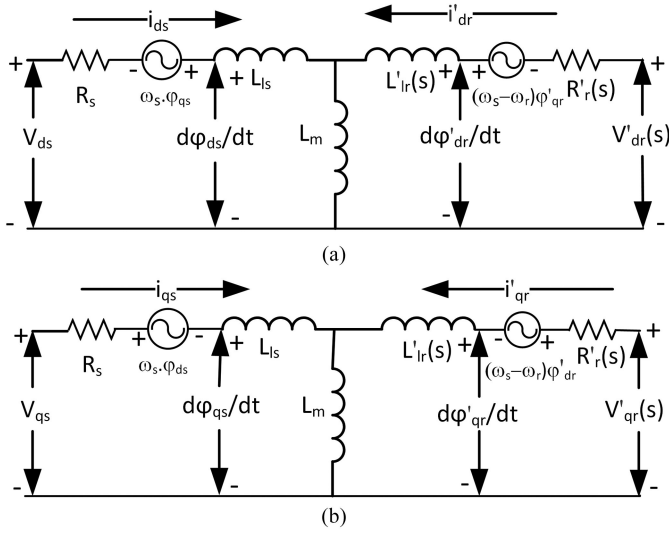 i_ds i'_dr
+ - + + L_ls L'_lr(s) + + - +
R_s ω_s.φ_qs (ω_s−ω_r)φ'_qr R'_r(s)
V_ds dφ_ds/dt L_m dφ'_dr/dt V'_dr(s)
- - - -
(a)
i_qs i'_qr
+ + - + L_ls L'_lr(s) + - + +
R_s ω_s.φ_ds (ω_s−ω_r)φ'_dr R'_r(s)
V_qs dφ_qs/dt L_m dφ'_qr/dt V'_qr(s)
- - - -
(b)